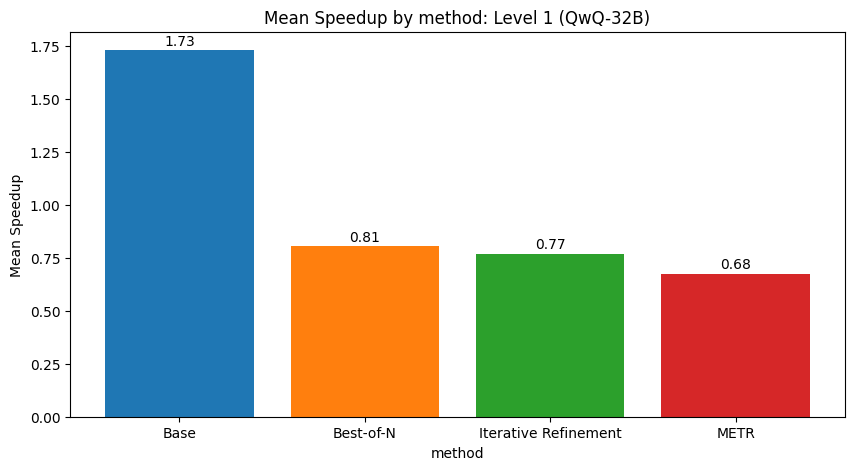 Mean Speedup by method: Level 1 (QwQ-32B)
Mean Speedup
1.75
1.50
1.25
1.00
0.75
0.50
0.25
0.00
1.73
0.81
0.77
0.68
Base
Best-of-N
Iterative Refinement
METR
method